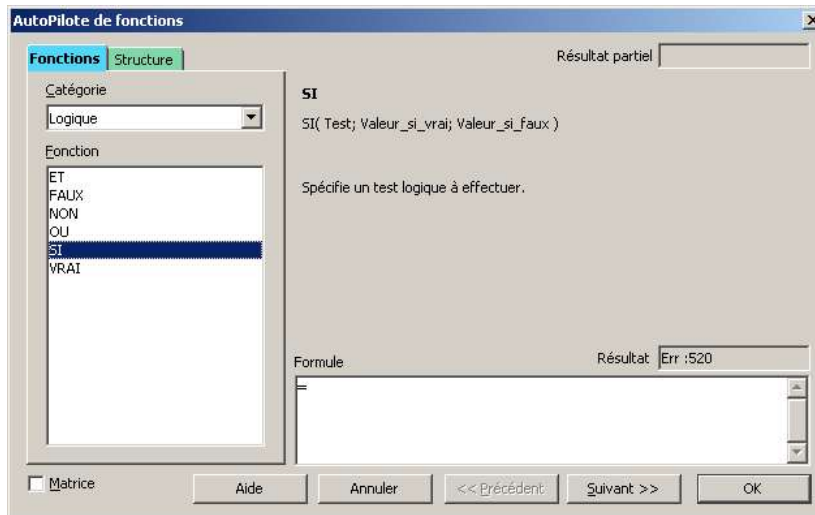 AutoPilote de fonctions
Fonctions Structure
Résultat partiel
Catégorie
Logique
Fonction
ET
FAUX
NON
OU
SI
VRAI
SI
SI( Test; Valeur_si_vrai; Valeur_si_faux )
Spécifie un test logique à effectuer.
Formule
Résultat Err :520
=
Matrice
Aide
Annuler
<< Précédent
Suivant >>
OK